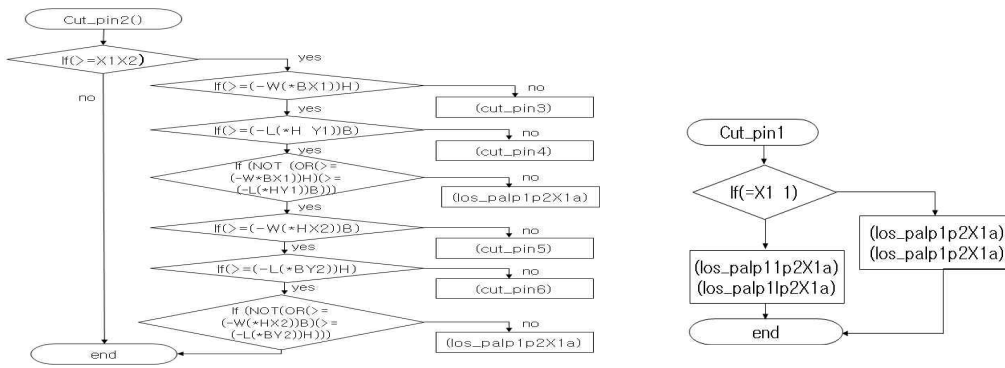 Cut_pin2()
If(>=X1X2)
yes
no
If(>=(-W(*BX1))H)
no
(cut_pin3)
yes
If(>=(-L(*H Y1))B)
no
(cut_pin4)
yes
If (NOT (OR(>=
(-W*BX1))H)(>=
(-L(*HY1))B)))
no
(los_palp1p2X1a)
yes
If(>=(-W(*HX2))B)
no
(cut_pin5)
yes
If(>=(-L(*BY2))H)
no
(cut_pin6)
yes
If (NOT(OR(>=
(-W(*HX2))B)(>=
(-L(*BY2))H)))
no
(los_palp1p2X1a)
end
Cut_pin1
If(=X1 1)
(los_palp1p2X1a)
(los_palp1p2X1a)
(los_palp11p2X1a)
(los_palp1lp2X1a)
end